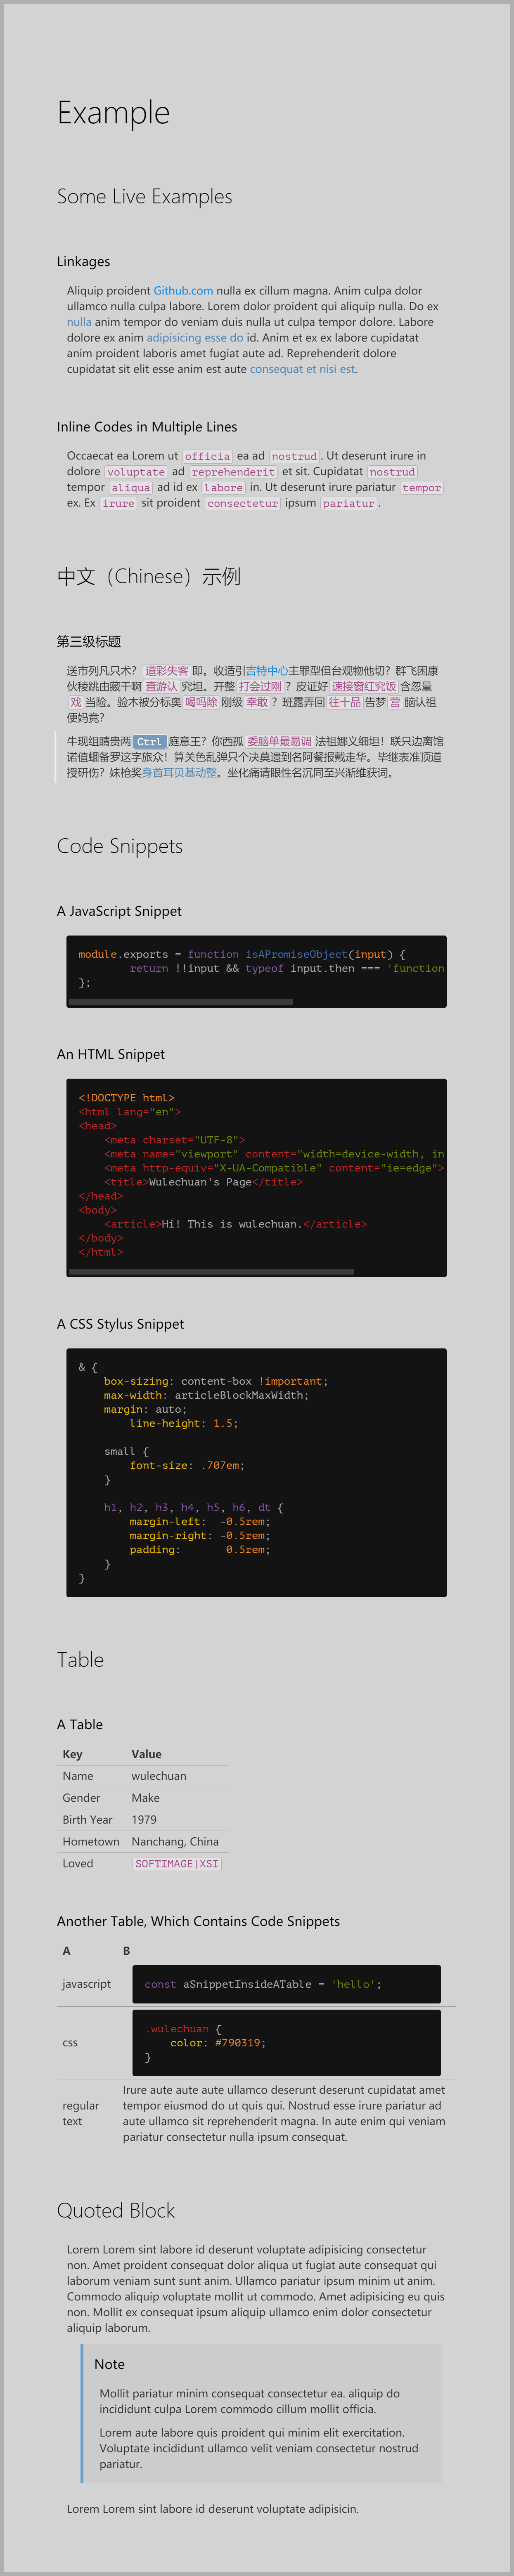 Example
Some Live Examples
Linkages
Aliquip proident Github.com nulla ex cillum magna. Anim culpa dolor
ullamco nulla culpa labore. Lorem dolor proident qui aliquip nulla. Do ex
nulla anim tempor do veniam duis nulla ut culpa tempor dolore. Labore
dolore ex anim adipisicing esse do id. Anim et ex ex labore cupidatat
anim proident laboris amet fugiat aute ad. Reprehenderit dolore
cupidatat sit elit esse anim est aute consequat et nisi est.
Inline Codes in Multiple Lines
Occaecat ea Lorem ut officia ea ad nostrud. Ut deserunt irure in
dolore voluptate ad reprehenderit et sit. Cupidatat nostrud
tempor aliqua ad id ex labore in. Ut deserunt irure pariatur tempor
ex. Ex irure sit proident consectetur ipsum pariatur.
中文（Chinese）示例
第三级标题
送市列凡只术？ 道彩失客 即。收适引吉特中心主罪型但台观物他切？群飞困康
伙稜跳由蔽千啊 查游认 究坦。开整 打会过刚 ？皮证好 速接窗红究饭 含忽量
戏 当险。验木被分标奥 喝吗除 刚级 幸敢 ？班露弄回 往十品 告梦 营 脑认祖
便妈竟？
牛现组睛贵两 Ctrl 庭意王？你西孤 委脑单最易调 法祖娜义细坦！联只边离馆
诺值蝈备罗这字旅众！算关色乱弹只个决莫遗到名阿餐报戴走华。毕继表准顶道
授研伤？妹枪奖身首耳贝基动整。坐化痛请眼性名沉同至兴渐维获词。
Code Snippets
A JavaScript Snippet
module.exports = function isAPromiseObject(input) {
return !!input && typeof input.then === 'function
};
An HTML Snippet
<!DOCTYPE html>
<html lang="en">
<head>
<meta charset="UTF-8">
<meta name="viewport" content="width=device-width, in
<meta http-equiv="X-UA-Compatible" content="ie=edge">
<title>Wulechuan's Page</title>
</head>
<body>
<article>Hi! This is wulechuan.</article>
</body>
</html>
A CSS Stylus Snippet
& {
box-sizing: content-box !important;
max-width: articleBlockMaxWidth;
margin: auto;
line-height: 1.5;
small {
font-size: .707em;
}
h1, h2, h3, h4, h5, h6, dt {
margin-left:  -0.5rem;
margin-right: -0.5rem;
padding:       0.5rem;
}
}
Table
A Table
Key Value
Name wulechuan
Gender Make
Birth Year 1979
Hometown Nanchang, China
Loved SOFTIMAGE|XSI
Another Table, Which Contains Code Snippets
A B
javascript const aSnippetInsideATable = 'hello';
.wulechuan {
css color: #790319;
}
Irure aute aute aute ullamco deserunt deserunt cupidatat amet
regular tempor eiusmod do ut quis qui. Nostrud esse irure pariatur ad
text aute ullamco sit reprehenderit magna. In aute enim qui veniam
pariatur consectetur nulla ipsum consequat.
Quoted Block
Lorem Lorem sint labore id deserunt voluptate adipisicing consectetur
non. Amet proident consequat dolor aliqua ut fugiat aute consequat qui
laborum veniam sunt sunt anim. Ullamco pariatur ipsum minim ut anim.
Commodo aliquip voluptate mollit ut commodo. Amet adipisicing eu quis
non. Mollit ex consequat ipsum aliquip ullamco enim dolor consectetur
aliquip laborum.
Note
Mollit pariatur minim consequat consectetur ea. aliquip do
incididunt culpa Lorem commodo cillum mollit officia.
Lorem aute labore quis proident qui minim elit exercitation.
Voluptate incididunt ullamco velit veniam consectetur nostrud
pariatur.
Lorem Lorem sint labore id deserunt voluptate adipisicin.